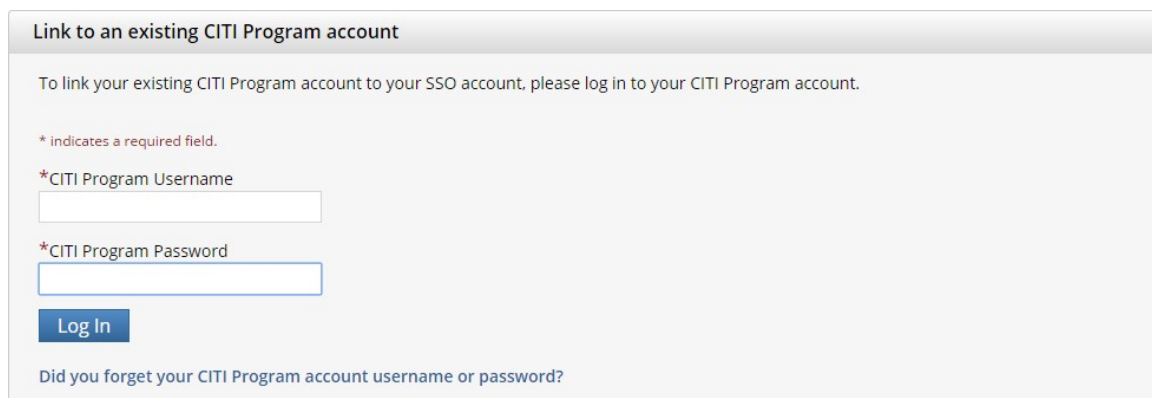 Link to an existing CITI Program account
To link your existing CITI Program account to your SSO account, please log in to your CITI Program account.
* indicates a required field.
*CITI Program Username
*CITI Program Password
Log In
Did you forget your CITI Program account username or password?